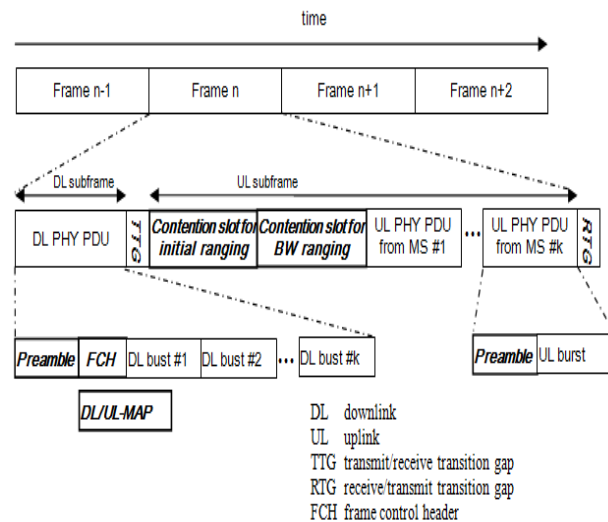 time
Frame n-1 Frame n Frame n+1 Frame n+2
DL subframe UL subframe
DL PHY PDU TTG Contention slot for initial ranging Contention slot for BW ranging UL PHY PDU from MS #1 ••• UL PHY PDU from MS #k RTG
Preamble FCH DL bust #1 DL bust #2 ••• DL bust #k Preamble UL burst
DL/UL-MAP
DL downlink
UL uplink
TTG transmit/receive transition gap
RTG receive/transmit transition gap
FCH frame control header